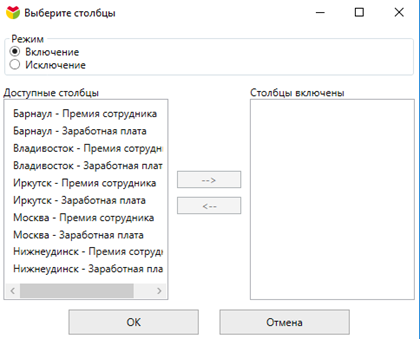 Выберите столбцы
Режим
Включение
Исключение
Доступные столбцы
Столбцы включены
Барнаул - Премия сотрудника
Барнаул - Заработная плата
Владивосток - Премия сотрудн
Владивосток - Заработная плат
Иркутск - Премия сотрудника
Иркутск - Заработная плата
Москва - Премия сотрудника
Москва - Заработная плата
Нижнеудинск - Премия сотруд
Нижнеудинск - Заработная пла
-->
<--
ОК
Отмена